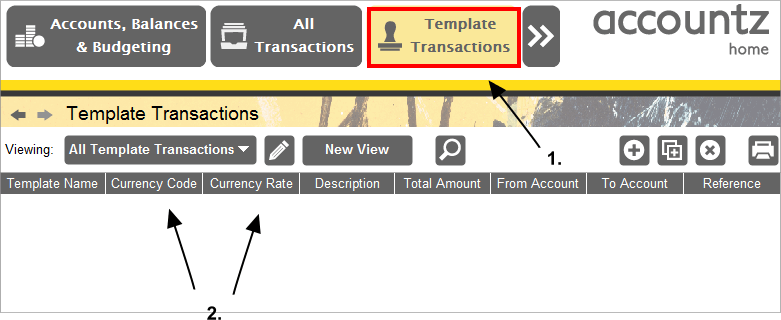 Accounts, Balances
& Budgeting
All
Transactions
Template
Transactions
accountz
home
Template Transactions
1.
Viewing:
All Template Transactions
New View
Template Name
Currency Code
Currency Rate
Description
Total Amount
From Account
To Account
Reference
2.